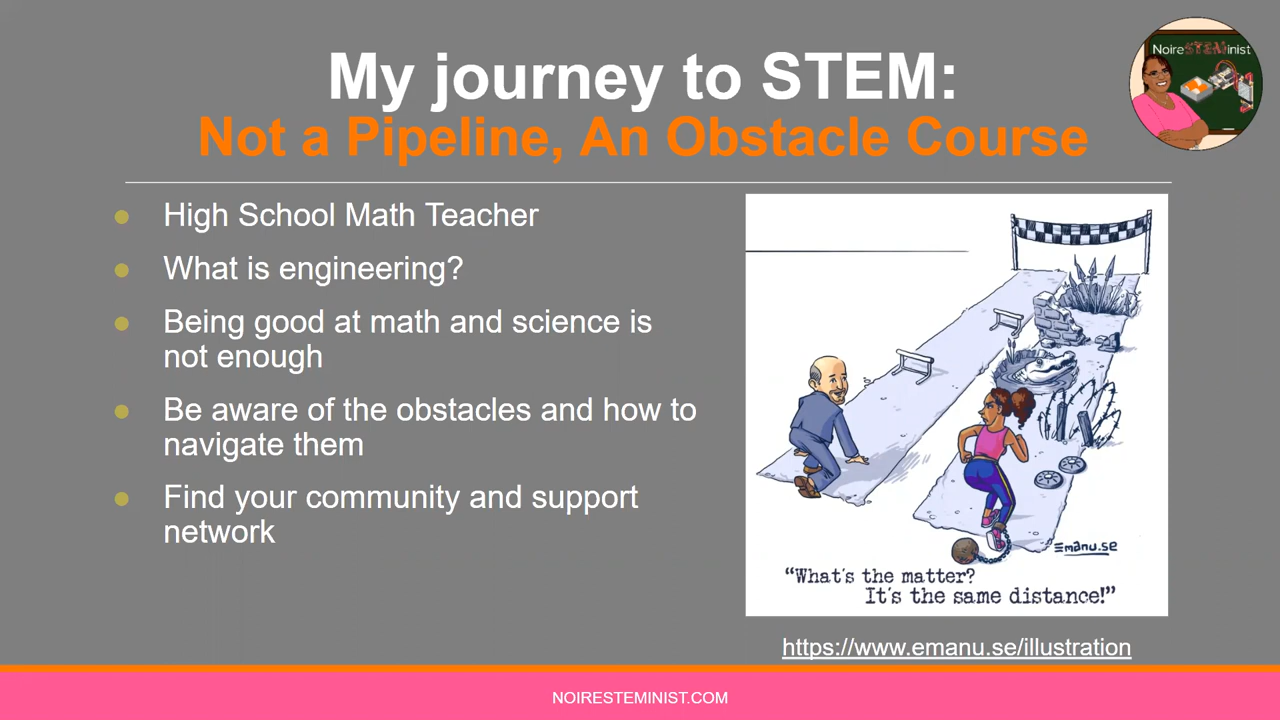 My journey to STEM:
Not a Pipeline, An Obstacle Course
NoireSTEMinist
● High School Math Teacher
● What is engineering?
● Being good at math and science is
not enough
● Be aware of the obstacles and how to
navigate them
● Find your community and support
network
Emanu.se
“What's the matter?
It's the same distance!”
https://www.emanu.se/illustration
NOIRESTEMINIST.COM